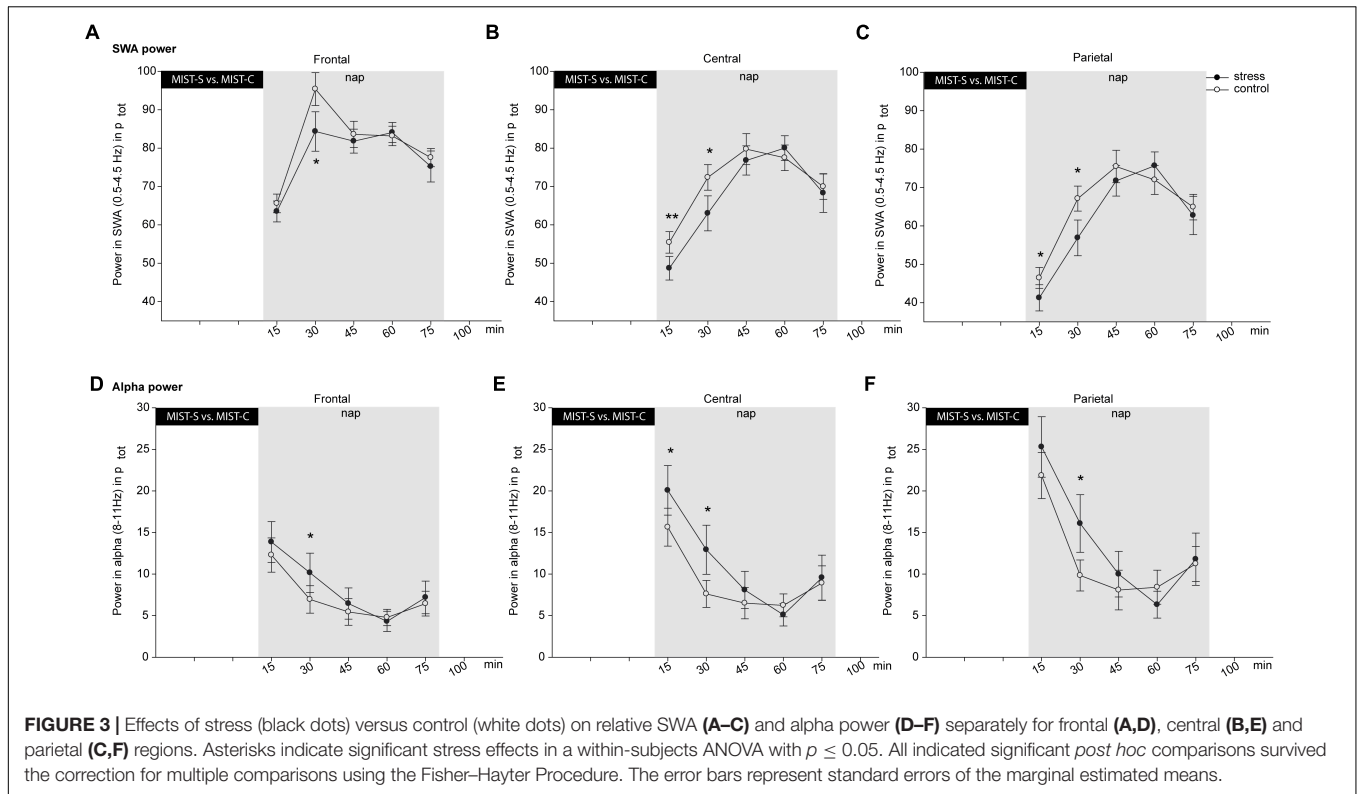 A
SWA power
Frontal
MIST-S vs. MIST-C
nap
Power in SWA (0.5-4.5 Hz) in p tot
100
90
80
70
60
50
40
*
15 30 45 60 75 100 min
B
Central
MIST-S vs. MIST-C
nap
Power in SWA (0.5-4.5 Hz) in p tot
100
90
80
70
60
50
40
**
*
15 30 45 60 75 100 min
C
Parietal
MIST-S vs. MIST-C
nap
stress
control
Power in SWA (0.5-4.5 Hz) in p tot
100
90
80
70
60
50
40
*
*
15 30 45 60 75 100 min
D
Alpha power
Frontal
MIST-S vs. MIST-C
nap
Power in alpha (8-11Hz) in p tot
30
25
20
15
10
5
0
*
15 30 45 60 75 100 min
E
Central
MIST-S vs. MIST-C
nap
Power in alpha (8-11Hz) in p tot
30
25
20
15
10
5
0
*
*
15 30 45 60 75 100 min
F
Parietal
MIST-S vs. MIST-C
nap
Power in alpha (8-11Hz) in p tot
30
25
20
15
10
5
0
*
15 30 45 60 75 100 min
FIGURE 3 | Effects of stress (black dots) versus control (white dots) on relative SWA (A–C) and alpha power (D–F) separately for frontal (A,D), central (B,E) and
parietal (C,F) regions. Asterisks indicate significant stress effects in a within-subjects ANOVA with p ≤ 0.05. All indicated significant post hoc comparisons survived
the correction for multiple comparisons using the Fisher–Hayter Procedure. The error bars represent standard errors of the marginal estimated means.